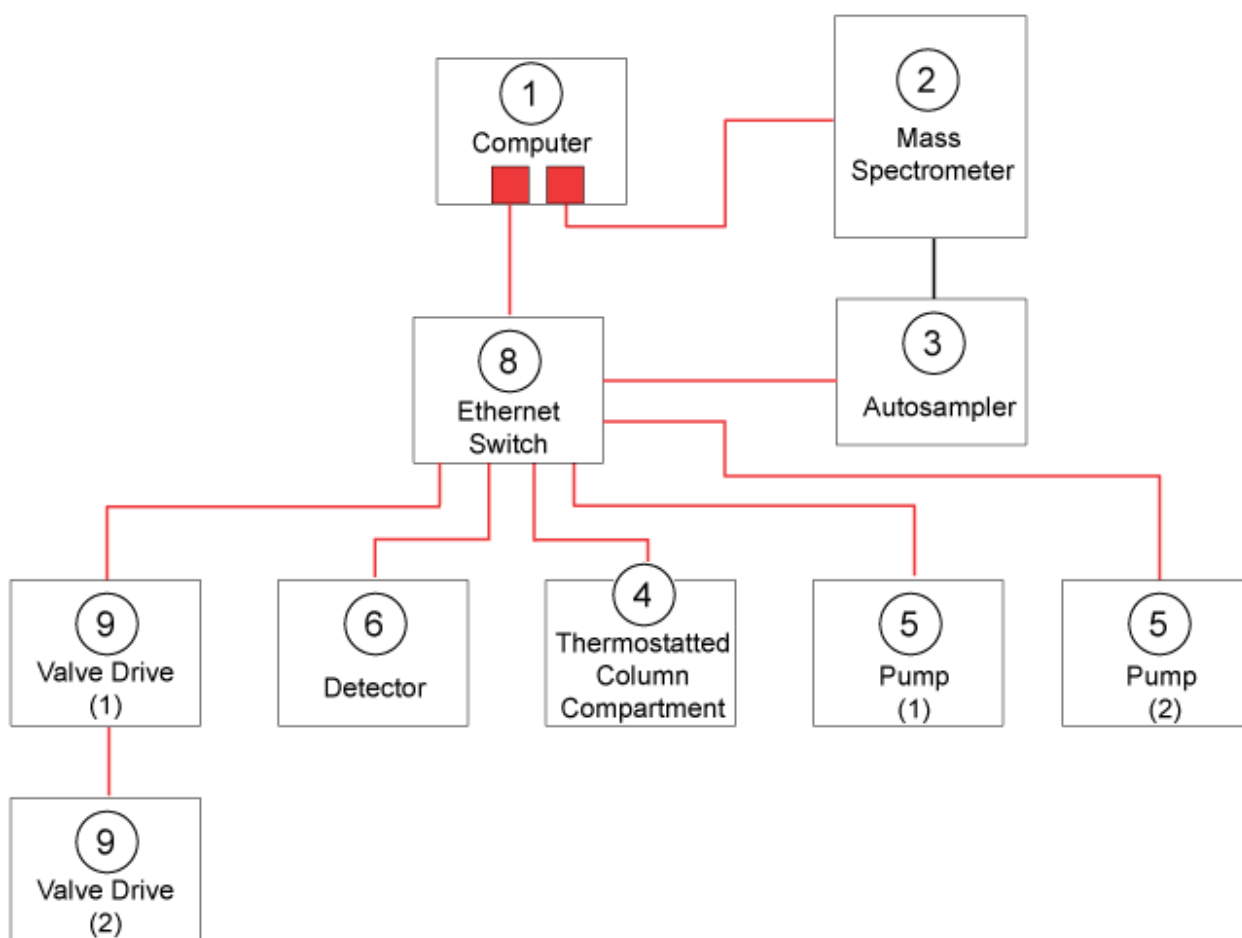 1
Computer
2
Mass
Spectrometer
3
Autosampler
8
Ethernet
Switch
9
Valve Drive
(1)
6
Detector
4
Thermostatted
Column
Compartment
5
Pump
(1)
5
Pump
(2)
9
Valve Drive
(2)